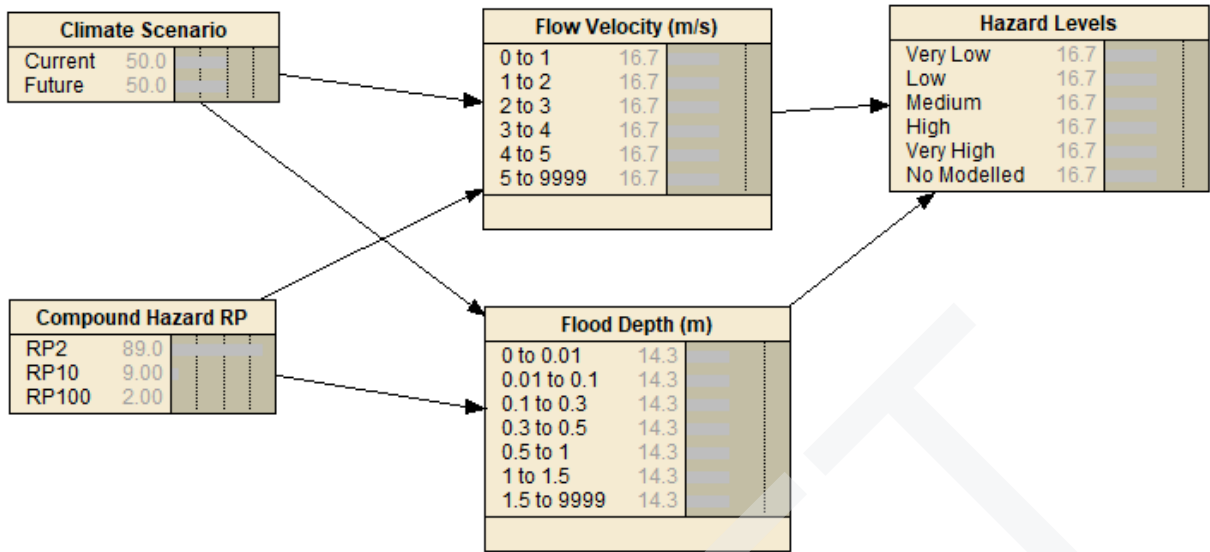 Climate Scenario
Current 50.0
Future 50.0
Flow Velocity (m/s)
0 to 1 16.7
1 to 2 16.7
2 to 3 16.7
3 to 4 16.7
4 to 5 16.7
5 to 9999 16.7
Hazard Levels
Very Low 16.7
Low 16.7
Medium 16.7
High 16.7
Very High 16.7
No Modelled 16.7
Compound Hazard RP
RP2 89.0
RP10 9.00
RP100 2.00
Flood Depth (m)
0 to 0.01 14.3
0.01 to 0.1 14.3
0.1 to 0.3 14.3
0.3 to 0.5 14.3
0.5 to 1 14.3
1 to 1.5 14.3
1.5 to 9999 14.3